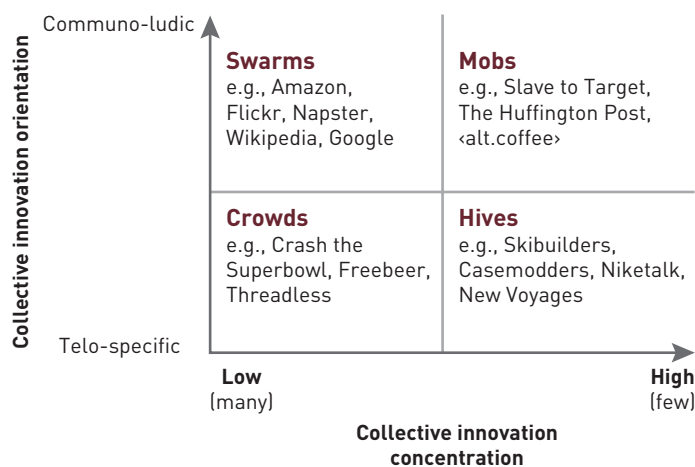 Communo-ludic
Collective innovation orientation
Swarms
e.g., Amazon,
Flickr, Napster,
Wikipedia, Google
Mobs
e.g., Slave to Target,
The Huffington Post,
‹alt.coffee›
Crowds
e.g., Crash the
Superbowl, Freebeer,
Threadless
Hives
e.g., Skibuilders,
Casemodders, Niketalk,
New Voyages
Telo-specific
Low
(many)
High
(few)
Collective innovation
concentration